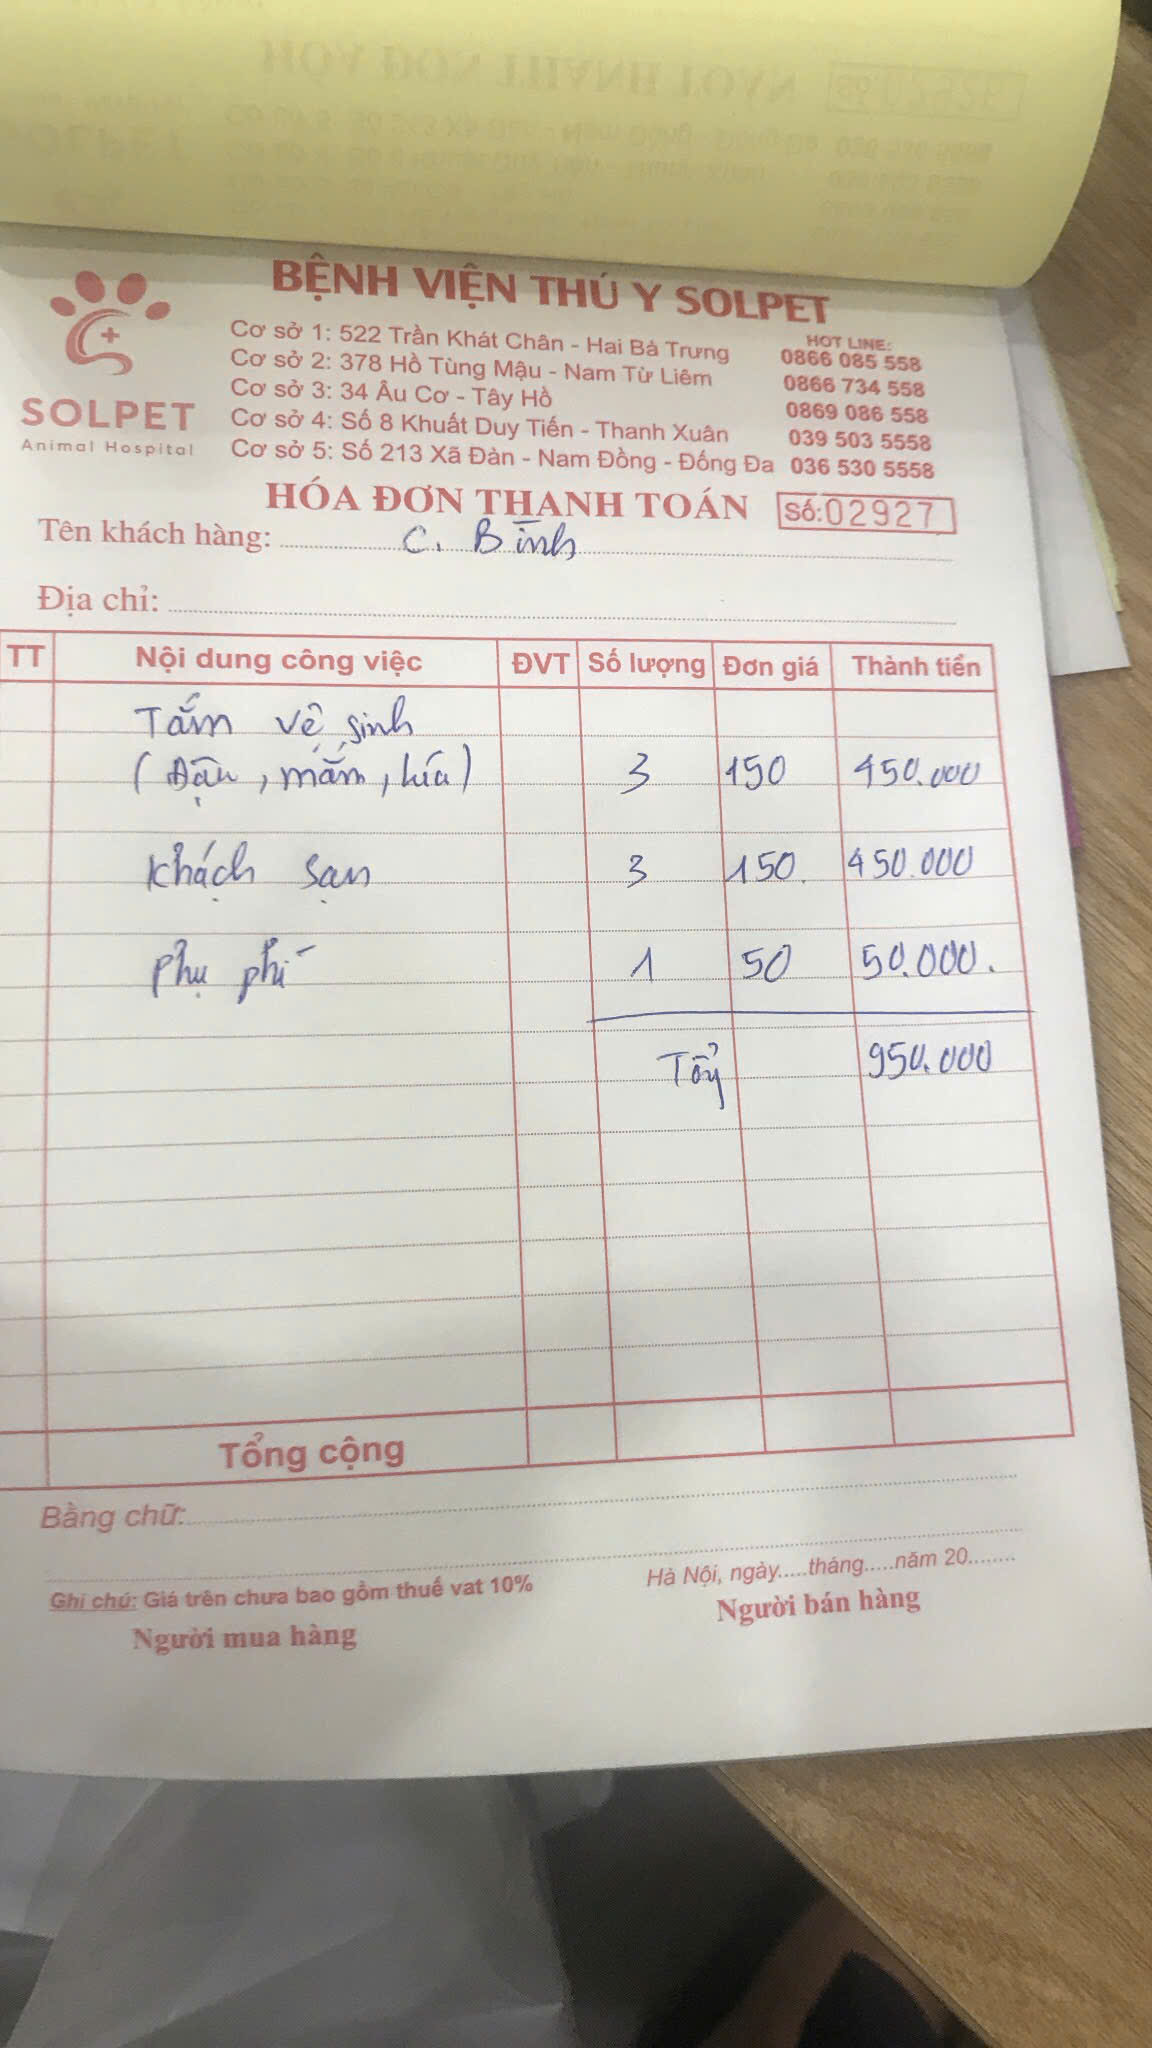 BỆNH VIỆN THÚ Y SOLPET
SOLPET
Animal Hospital
HOT LINE:
Cơ sở 1: 522 Trần Khát Chân - Hai Bà Trưng 0866 085 558
Cơ sở 2: 378 Hồ Tùng Mậu - Nam Từ Liêm 0866 734 558
Cơ sở 3: 34 Âu Cơ - Tây Hồ 0869 086 558
Cơ sở 4: Số 8 Khuất Duy Tiến - Thanh Xuân 039 503 5558
Cơ sở 5: Số 213 Xã Đàn - Nam Đồng - Đống Đa 036 530 5558
HÓA ĐƠN THANH TOÁN Số: 02927
Tên khách hàng: C. Bình
Địa chỉ:
TT Nội dung công việc ĐVT Số lượng Đơn giá Thành tiền
Tắm vệ sinh
(Đậu, mắm, lúa) 3 150 450.000
Khách sạn 3 150. 450.000
Phụ phí 1 50 50.000.
Tổng 950.000
Tổng cộng
Bằng chữ:
Hà Nội, ngày.....tháng.....năm 20........
Ghi chú: Giá trên chưa bao gồm thuế vat 10%
Người mua hàng Người bán hàng